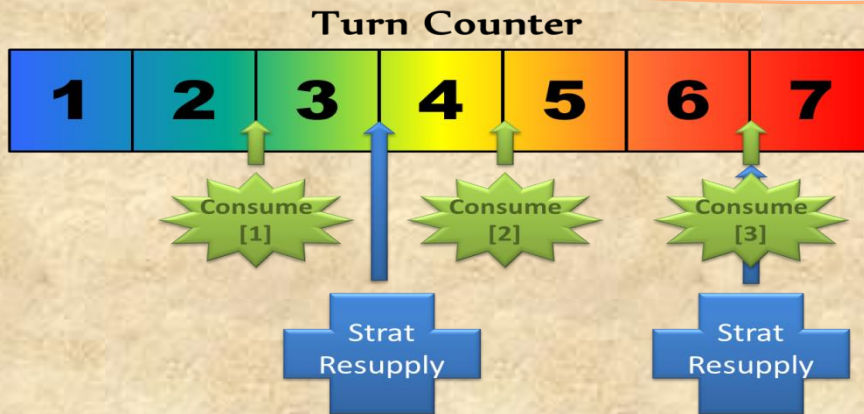 Turn Counter
1 2 3 4 5 6 7
Consume
[1]
Consume
[2]
Consume
[3]
Strat
Resupply
Strat
Resupply